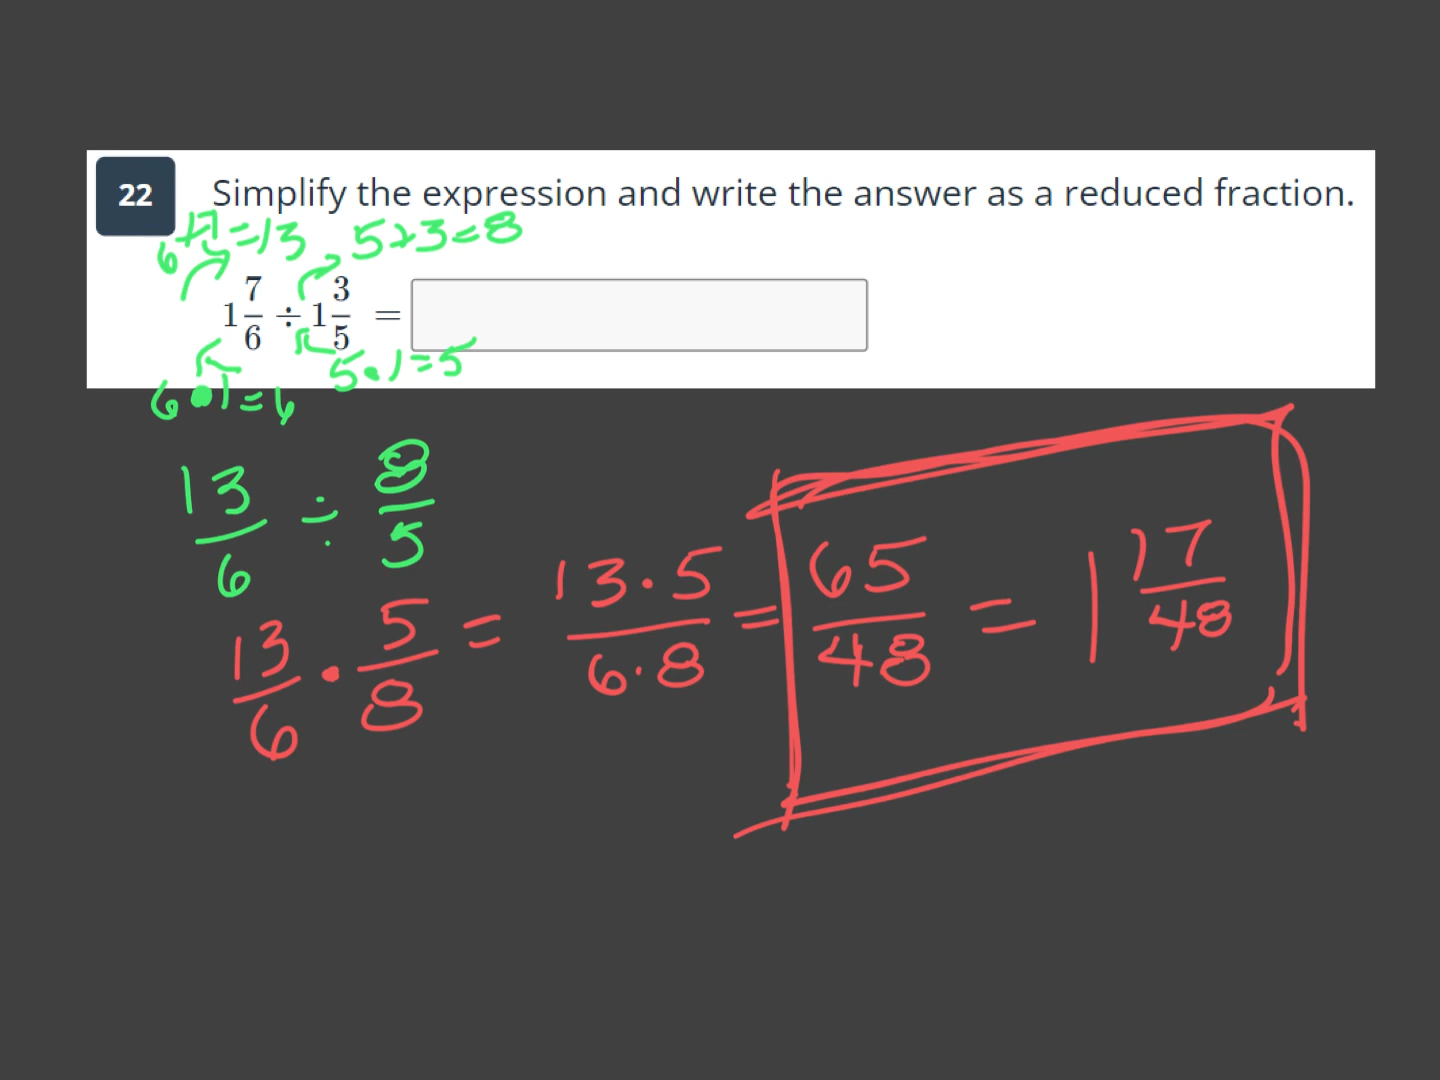 22 Simplify the expression and write the answer as a reduced fraction.
6+7=13 5+3=8
1 7/6 ÷ 1 3/5 =
6•1=6 5•1=5
13/6 ÷ 8/5
13/6 • 5/8 = 13•5/6•8 = 65/48 = 1 17/48